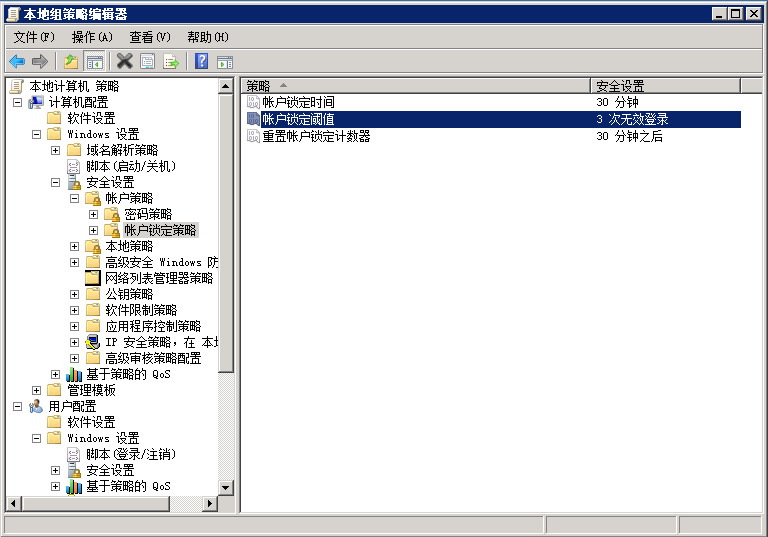 本地组策略编辑器
文件(F) 操作(A) 查看(V) 帮助(H)
本地计算机 策略
计算机配置
软件设置
Windows 设置
域名解析策略
脚本(启动/关机)
安全设置
帐户策略
密码策略
帐户锁定策略
本地策略
高级安全 Windows 防
网络列表管理器策略
公钥策略
软件限制策略
应用程序控制策略
IP 安全策略，在 本地
高级审核策略配置
基于策略的 QoS
管理模板
用户配置
软件设置
Windows 设置
脚本(登录/注销)
安全设置
基于策略的 QoS
策略 安全设置
帐户锁定时间 30 分钟
帐户锁定阈值 3 次无效登录
重置帐户锁定计数器 30 分钟之后